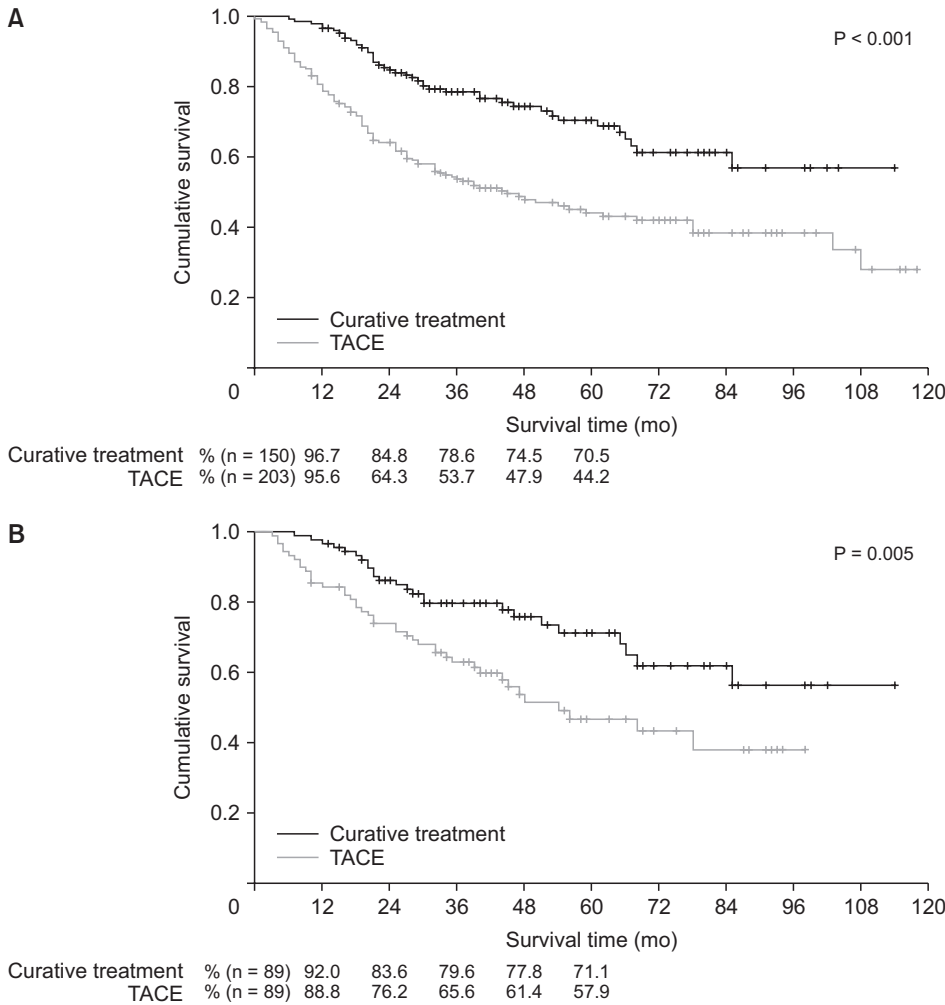 A
P < 0.001
Cumulative survival
1.0
0.8
0.6
0.4
0.2
Curative treatment
TACE
0 12 24 36 48 60 72 84 96 108 120
Survival time (mo)
Curative treatment % (n = 150) 96.7 84.8 78.6 74.5 70.5
TACE % (n = 203) 95.6 64.3 53.7 47.9 44.2
B
P = 0.005
Cumulative survival
1.0
0.8
0.6
0.4
0.2
Curative treatment
TACE
0 12 24 36 48 60 72 84 96 108 120
Survival time (mo)
Curative treatment % (n = 89) 92.0 83.6 79.6 77.8 71.1
TACE % (n = 89) 88.8 76.2 65.6 61.4 57.9